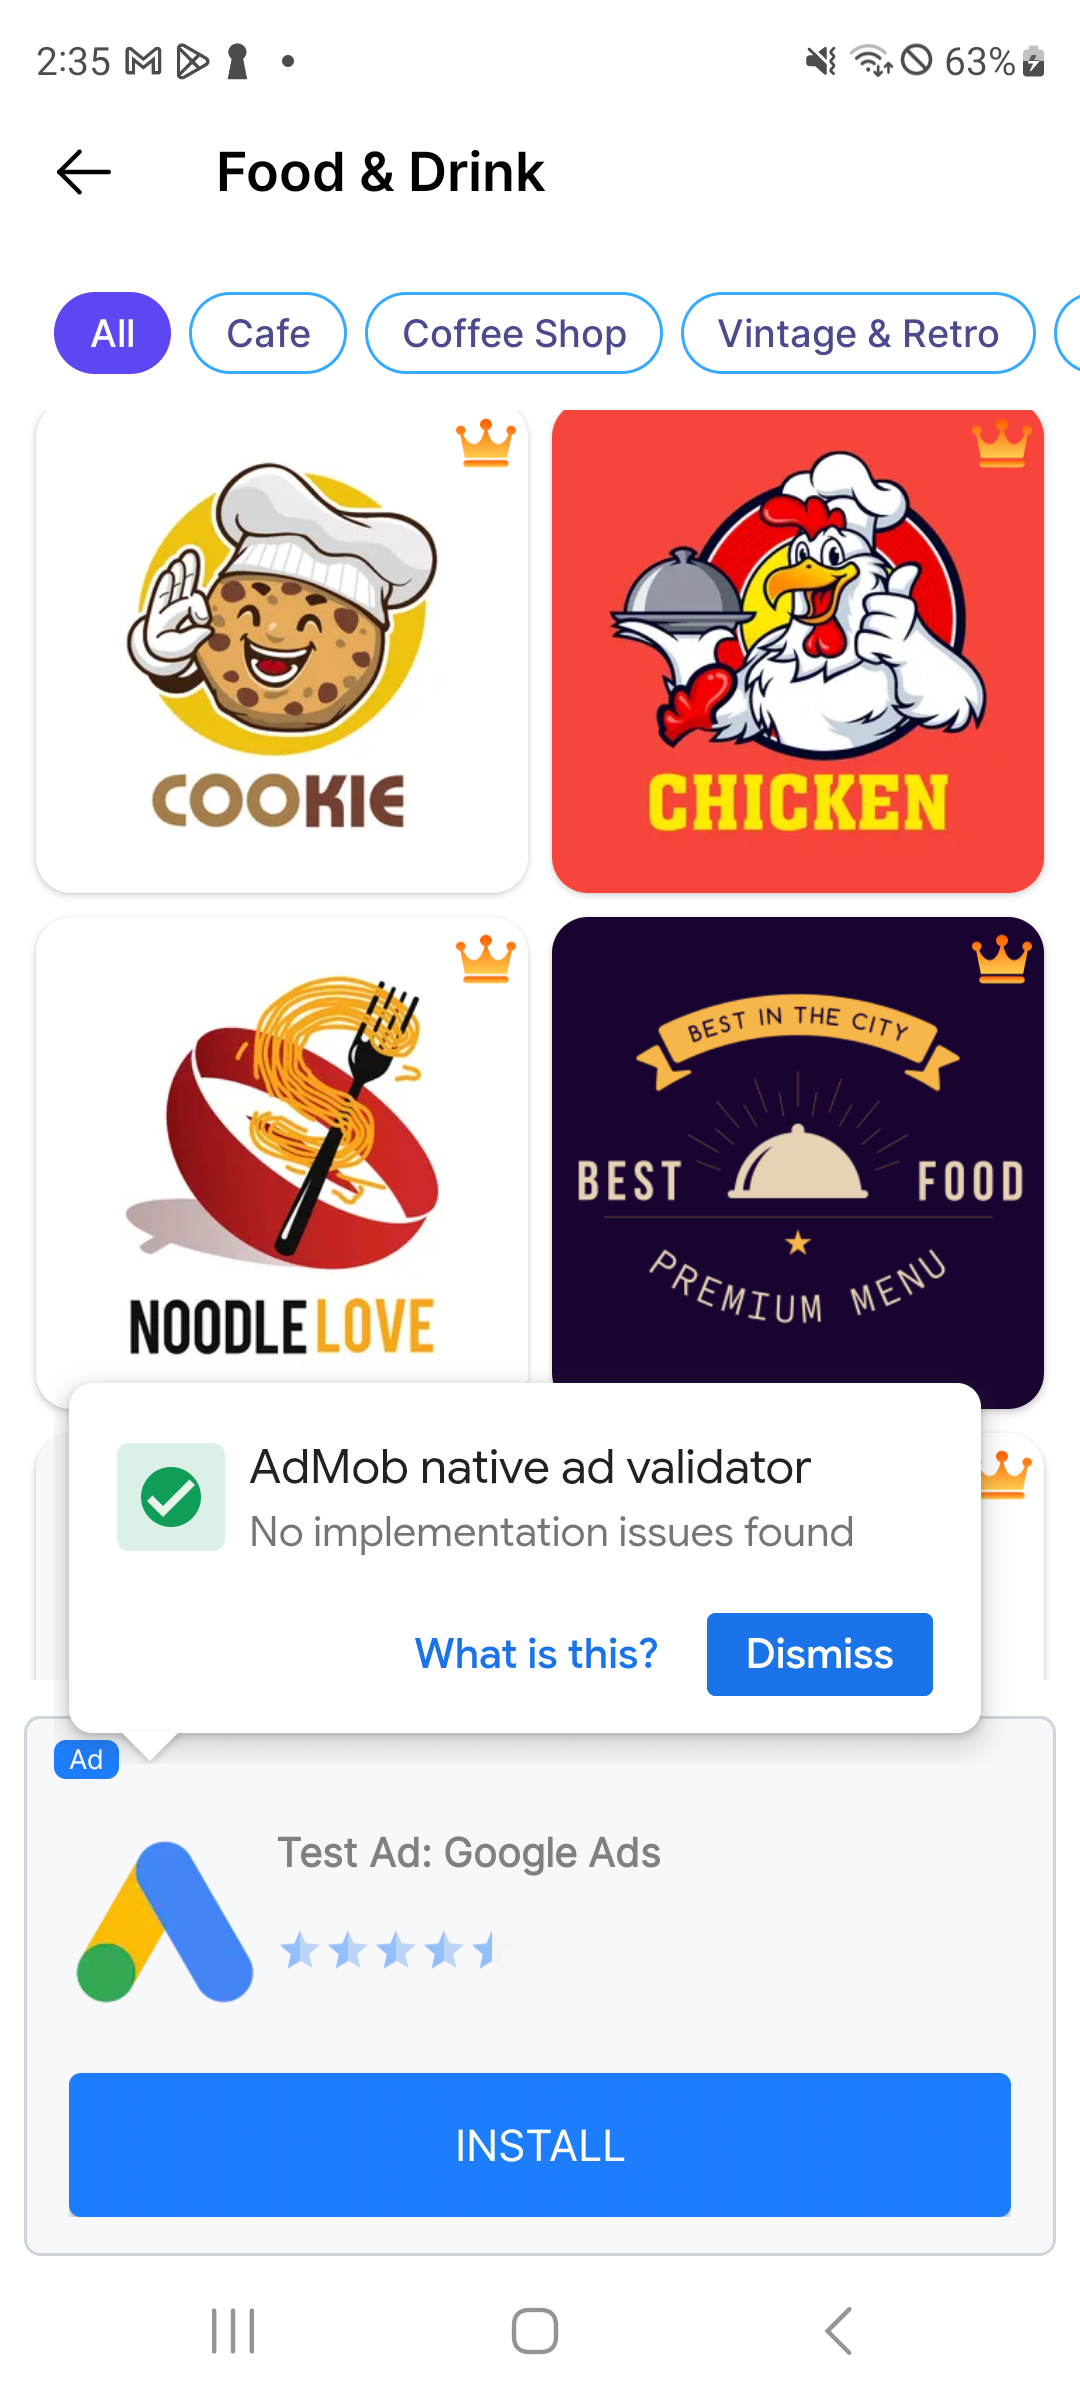 2:35
63%
Food & Drink
All
Cafe
Coffee Shop
Vintage & Retro
COOKIE
CHICKEN
NOODLE LOVE
BEST IN THE CITY
BEST FOOD
PREMIUM MENU
AdMob native ad validator
No implementation issues found
What is this?
Dismiss
Ad
Test Ad: Google Ads
INSTALL